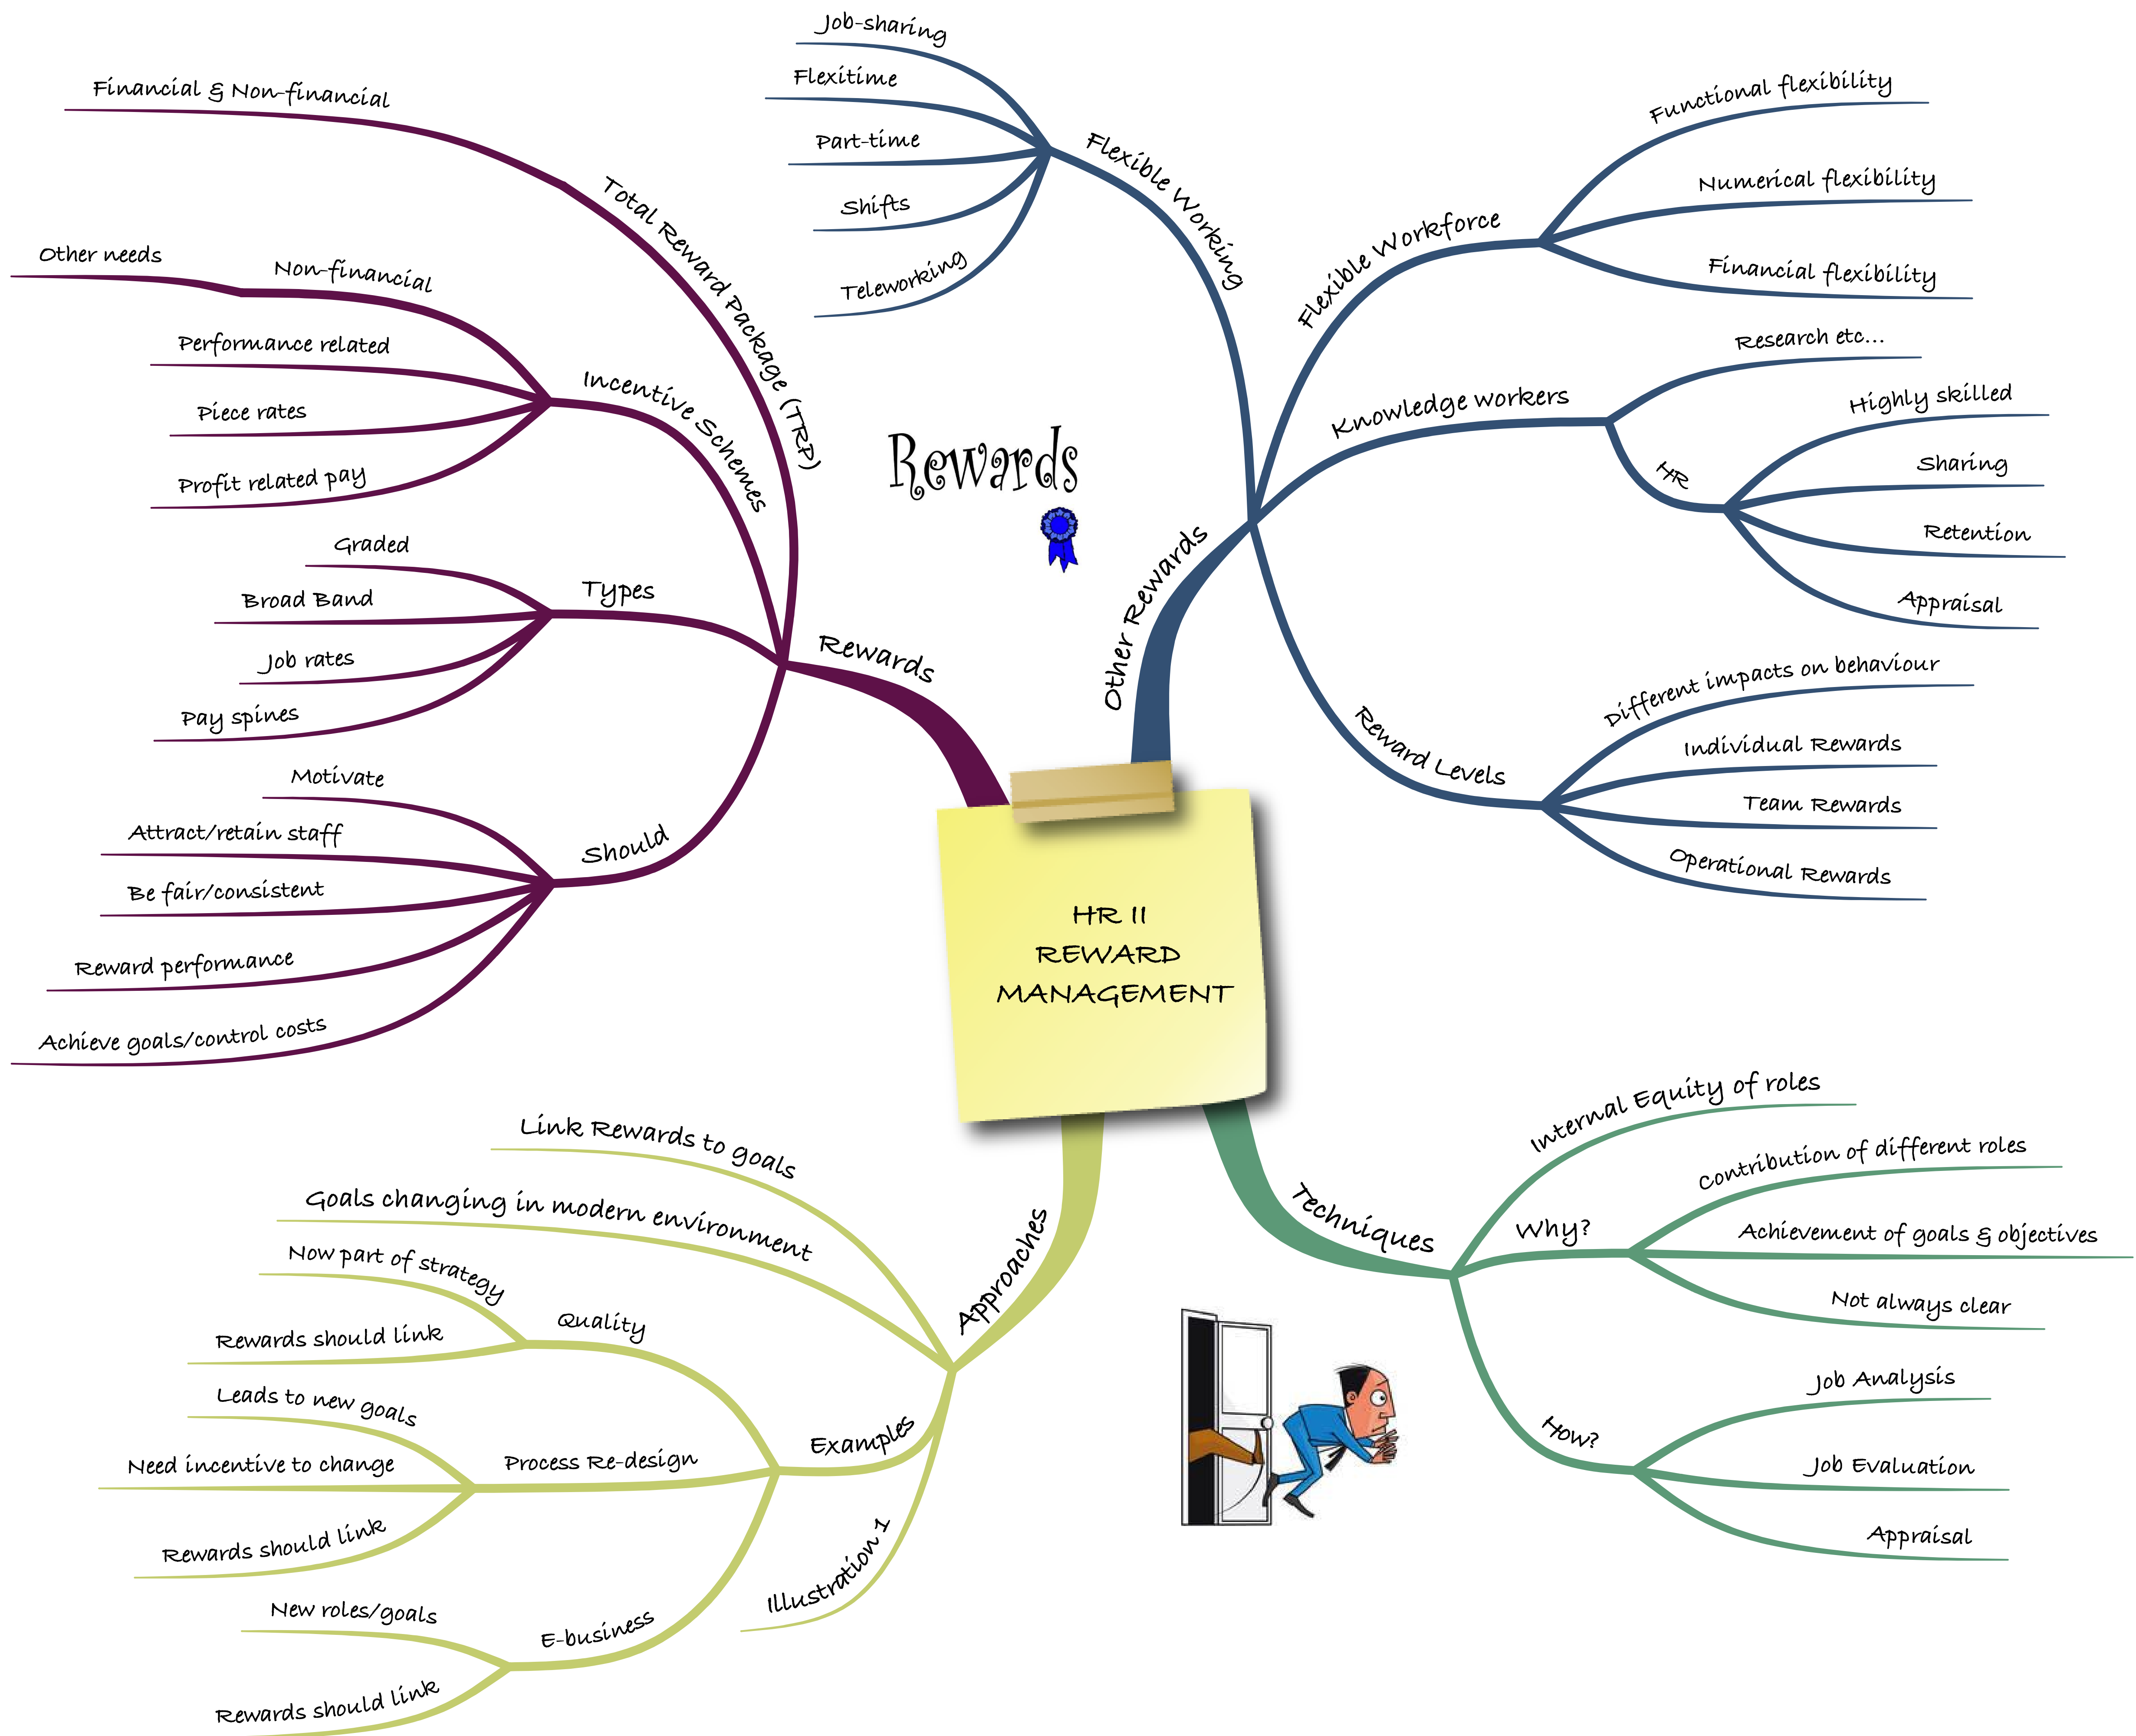 HR II
REWARD
MANAGEMENT
Rewards
Other Rewards
Flexible Working
Job-sharing
Flexitime
Part-time
Shifts
Teleworking
Flexible Workforce
Functional flexibility
Numerical flexibility
Financial flexibility
Knowledge workers
Research etc...
HR
Highly skilled
Sharing
Retention
Appraisal
Reward Levels
Different impacts on behaviour
Individual Rewards
Team Rewards
Operational Rewards
Techniques
Internal Equity of roles
Why?
Contribution of different roles
Achievement of goals & objectives
Not always clear
How?
Job Analysis
Job Evaluation
Appraisal
Approaches
Link Rewards to goals
Goals changing in modern environment
Examples
Quality
Now part of strategy
Rewards should link
Process Re-design
Leads to new goals
Need incentive to change
Rewards should link
E-business
New roles/goals
Rewards should link
Illustration 1
Rewards
Total Reward Package (TRP)
Financial & Non-financial
Incentive Schemes
Non-financial
Other needs
Performance related
Piece rates
Profit related pay
Types
Graded
Broad Band
Job rates
Pay spines
Should
Motivate
Attract/retain staff
Be fair/consistent
Reward performance
Achieve goals/control costs